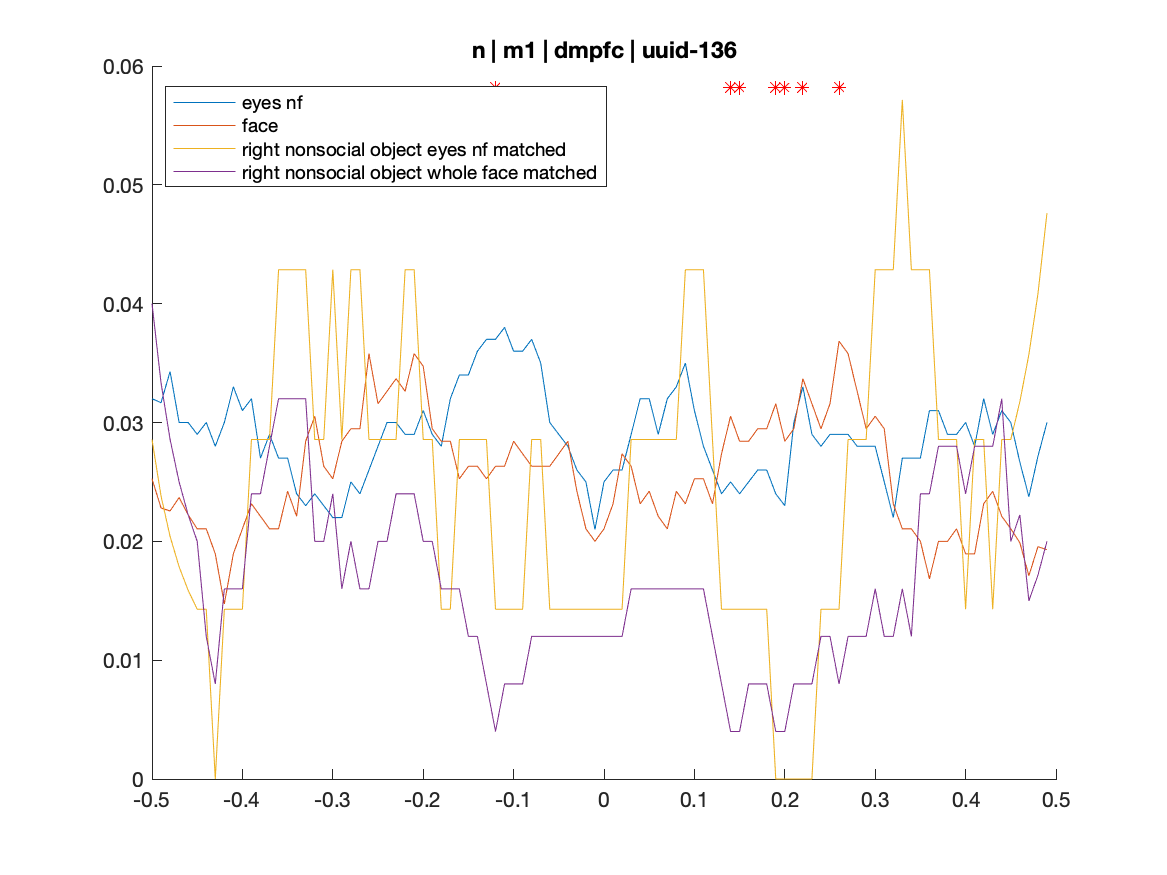 n | m1 | dmpfc | uuid-136
0.06
0.05
0.04
0.03
0.02
0.01
0
eyes nf
face
right nonsocial object eyes nf matched
right nonsocial object whole face matched
-0.5 -0.4 -0.3 -0.2 -0.1 0 0.1 0.2 0.3 0.4 0.5